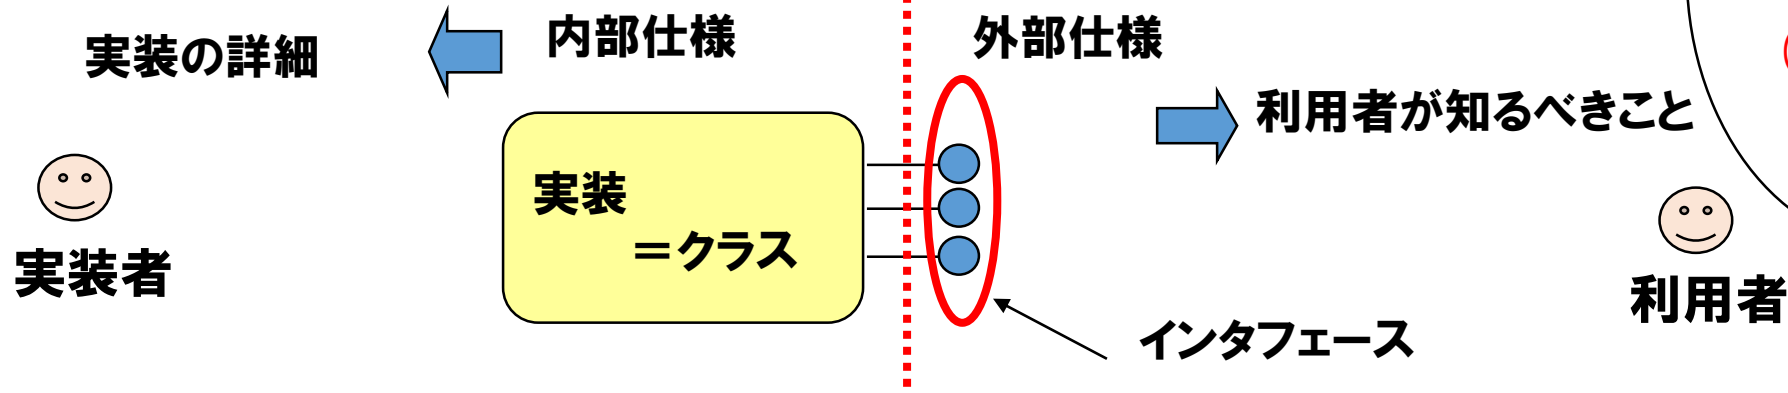 実装の詳細
内部仕様
外部仕様
利用者が知るべきこと
実装
=クラス
実装者
利用者
インタフェース